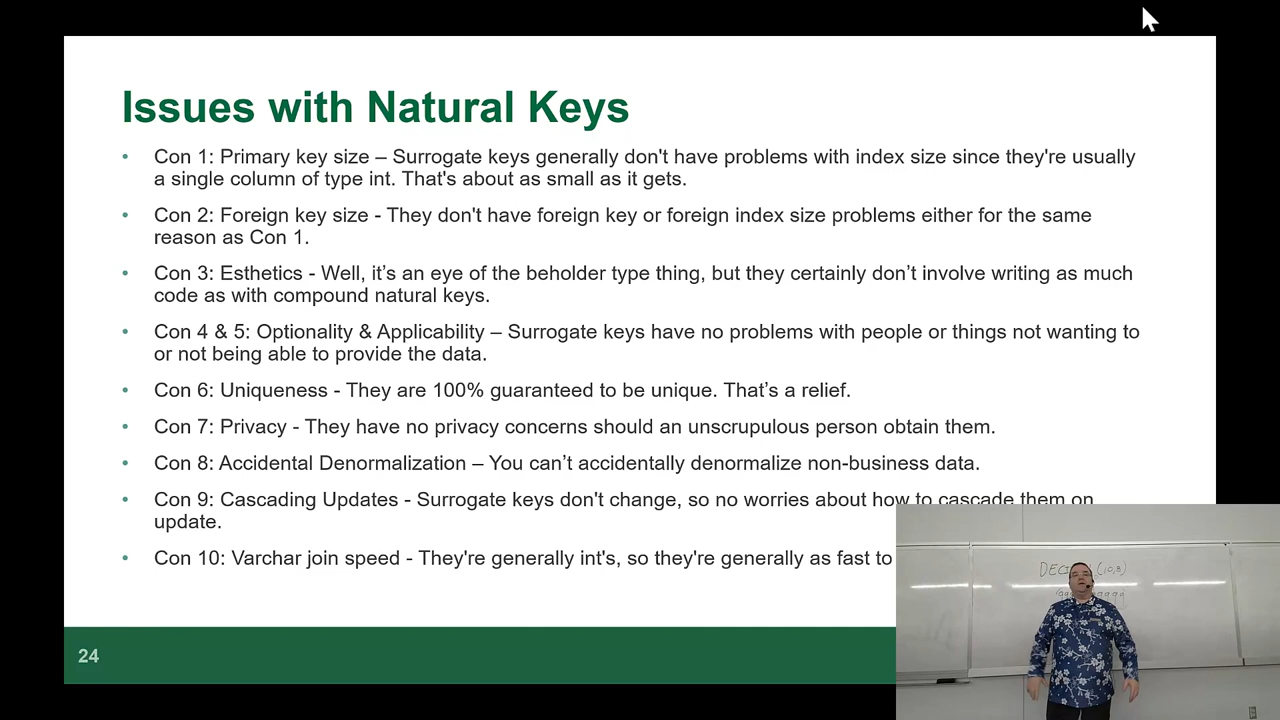 Issues with Natural Keys
• Con 1: Primary key size – Surrogate keys generally don't have problems with index size since they're usually
a single column of type int. That's about as small as it gets.
• Con 2: Foreign key size - They don't have foreign key or foreign index size problems either for the same
reason as Con 1.
• Con 3: Esthetics - Well, it’s an eye of the beholder type thing, but they certainly don’t involve writing as much
code as with compound natural keys.
• Con 4 & 5: Optionality & Applicability – Surrogate keys have no problems with people or things not wanting to
or not being able to provide the data.
• Con 6: Uniqueness - They are 100% guaranteed to be unique. That’s a relief.
• Con 7: Privacy - They have no privacy concerns should an unscrupulous person obtain them.
• Con 8: Accidental Denormalization – You can’t accidentally denormalize non-business data.
• Con 9: Cascading Updates - Surrogate keys don't change, so no worries about how to cascade them on
update.
• Con 10: Varchar join speed - They're generally int's, so they're generally as fast to
(10,3)
24